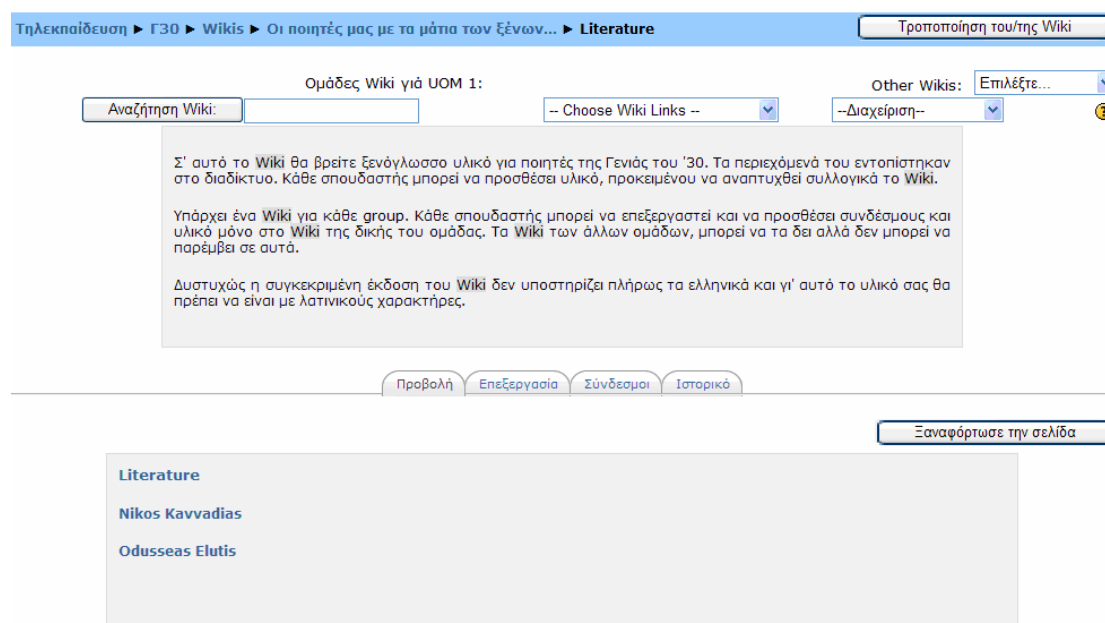 Τηλεκπαίδευση ► Γ30 ► Wikis ► Οι ποιητές μας με τα μάτια των ξένων... ► Literature
Τροποποίηση του/της Wiki
Ομάδες Wiki γιά UOM 1:
Other Wikis: Επιλέξτε...
Αναζήτηση Wiki:
-- Choose Wiki Links --
--Διαχείριση--
Σ' αυτό το Wiki θα βρείτε ξενόγλωσσο υλικό για ποιητές της Γενιάς του '30. Τα περιεχόμενά του εντοπίστηκαν
στο διαδίκτυο. Κάθε σπουδαστής μπορεί να προσθέσει υλικό, προκειμένου να αναπτυχθεί συλλογικά το Wiki.
Υπάρχει ένα Wiki για κάθε group. Κάθε σπουδαστής μπορεί να επεξεργαστεί και να προσθέσει συνδέσμους και
υλικό μόνο στο Wiki της δικής του ομάδας. Τα Wiki των άλλων ομάδων, μπορεί να τα δει αλλά δεν μπορεί να
παρέμβει σε αυτά.
Δυστυχώς η συγκεκριμένη έκδοση του Wiki δεν υποστηρίζει πλήρως τα ελληνικά και γι' αυτό το υλικό σας θα
πρέπει να είναι με λατινικούς χαρακτήρες.
Προβολή Επεξεργασία Σύνδεσμοι Ιστορικό
Ξαναφόρτωσε την σελίδα
Literature
Nikos Kavvadias
Odusseas Elutis